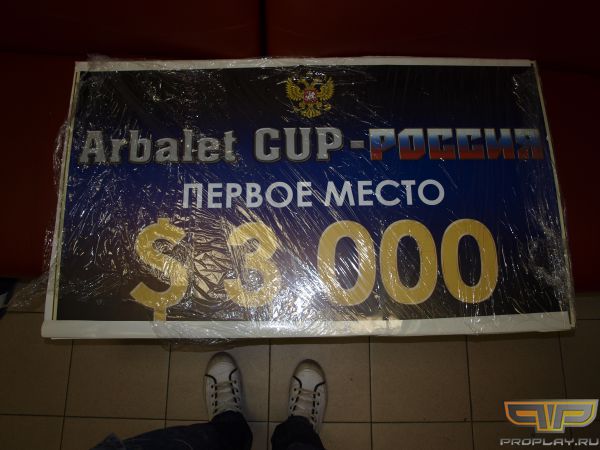 Arbalet CUP-РОССИЯ
ПЕРВОЕ МЕСТО
$ 3 000
PROPLAY.RU